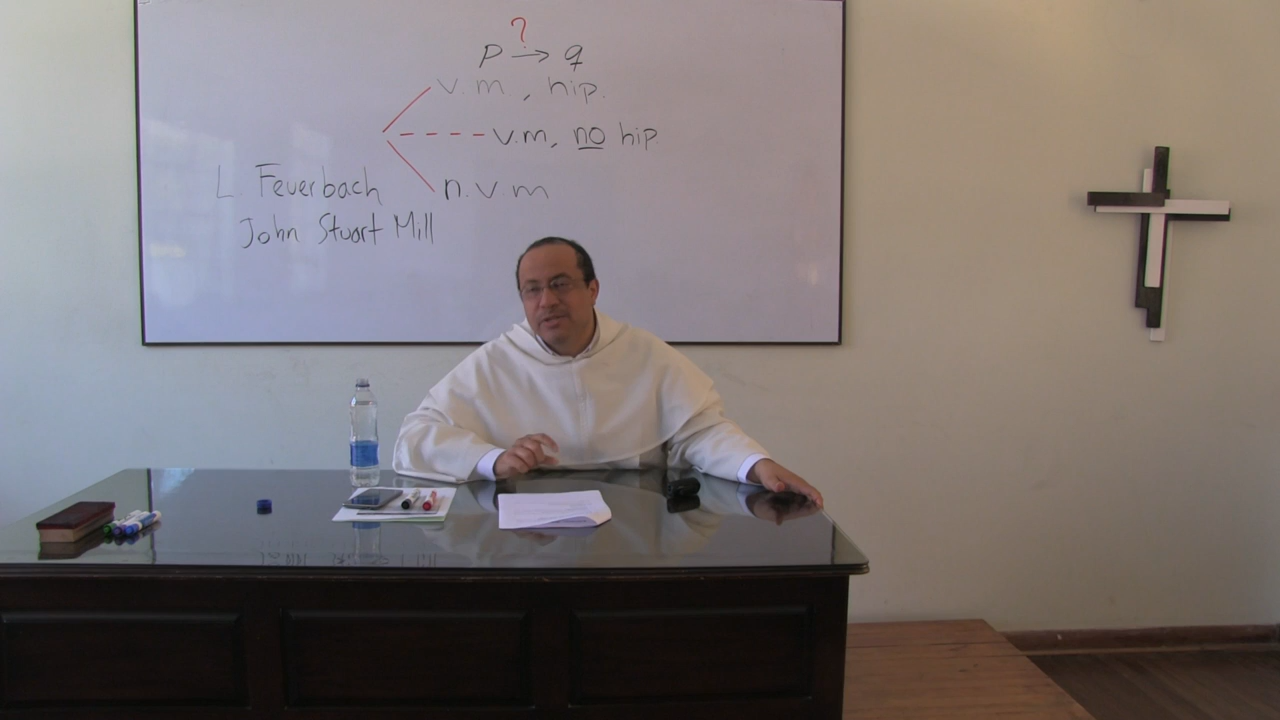 ?
p → q
v.m, hip.
v.m, no hip.
n.v.m
L. Feuerbach
John Stuart Mill